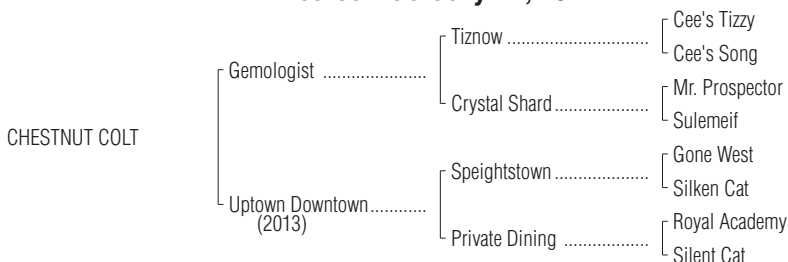 Cee's Tizzy
Tiznow
Cee's Song
Gemologist
Mr. Prospector
Crystal Shard
Sulemeif
CHESTNUT COLT
Gone West
Speightstown
Silken Cat
Uptown Downtown
(2013)
Royal Academy
Private Dining
Silent Cat